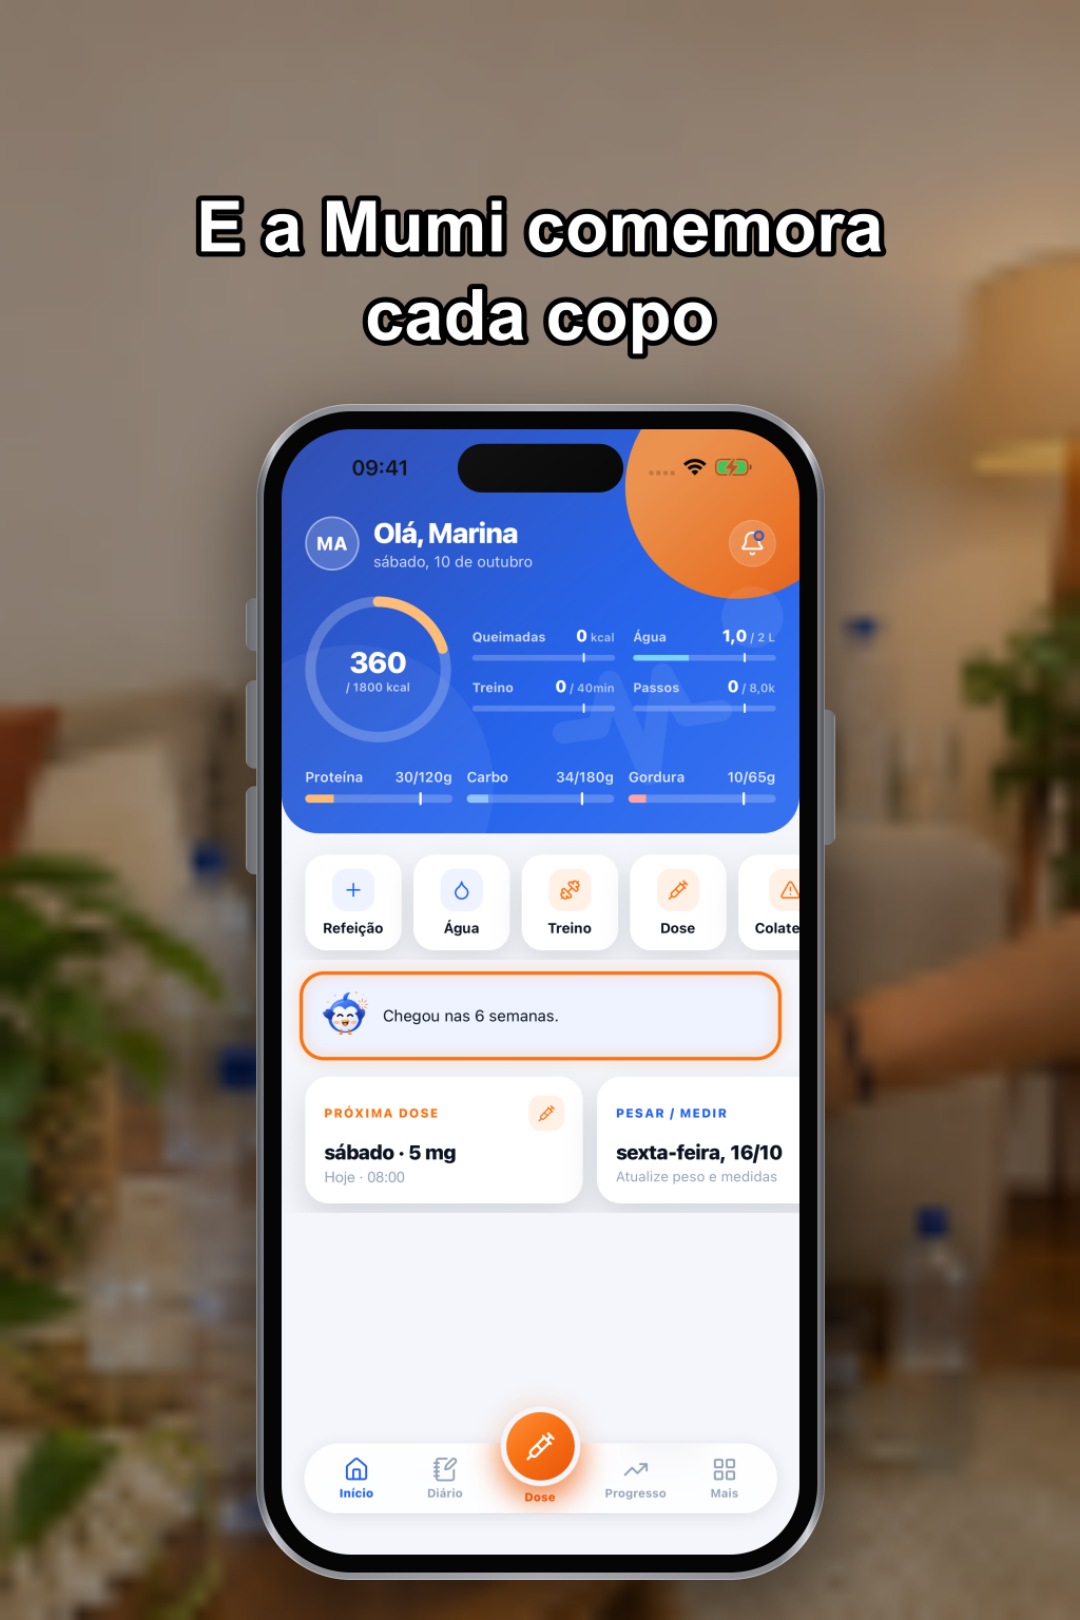 E a Mumi comemora
cada copo
09:41
MA
Olá, Marina
sábado, 10 de outubro
360
/ 1800 kcal
Queimadas 0 kcal
Água 1,0 / 2 L
Treino 0 / 40min
Passos 0 / 8,0k
Proteína 30/120g
Carbo 34/180g
Gordura 10/65g
Refeição
Água
Treino
Dose
Colate
Chegou nas 6 semanas.
PRÓXIMA DOSE
sábado · 5 mg
Hoje · 08:00
PESAR / MEDIR
sexta-feira, 16/10
Atualize peso e medidas
Início
Diário
Dose
Progresso
Mais